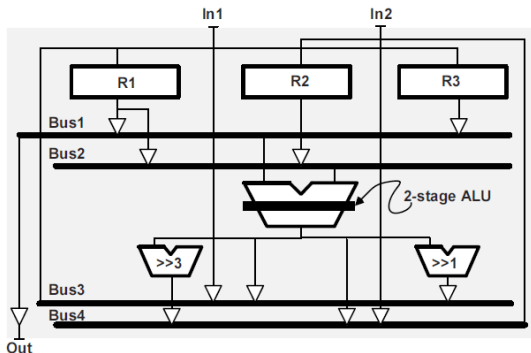 In1
In2
R1
R2
R3
Bus1
Bus2
2-stage ALU
>>3
>>1
Bus3
Bus4
Out